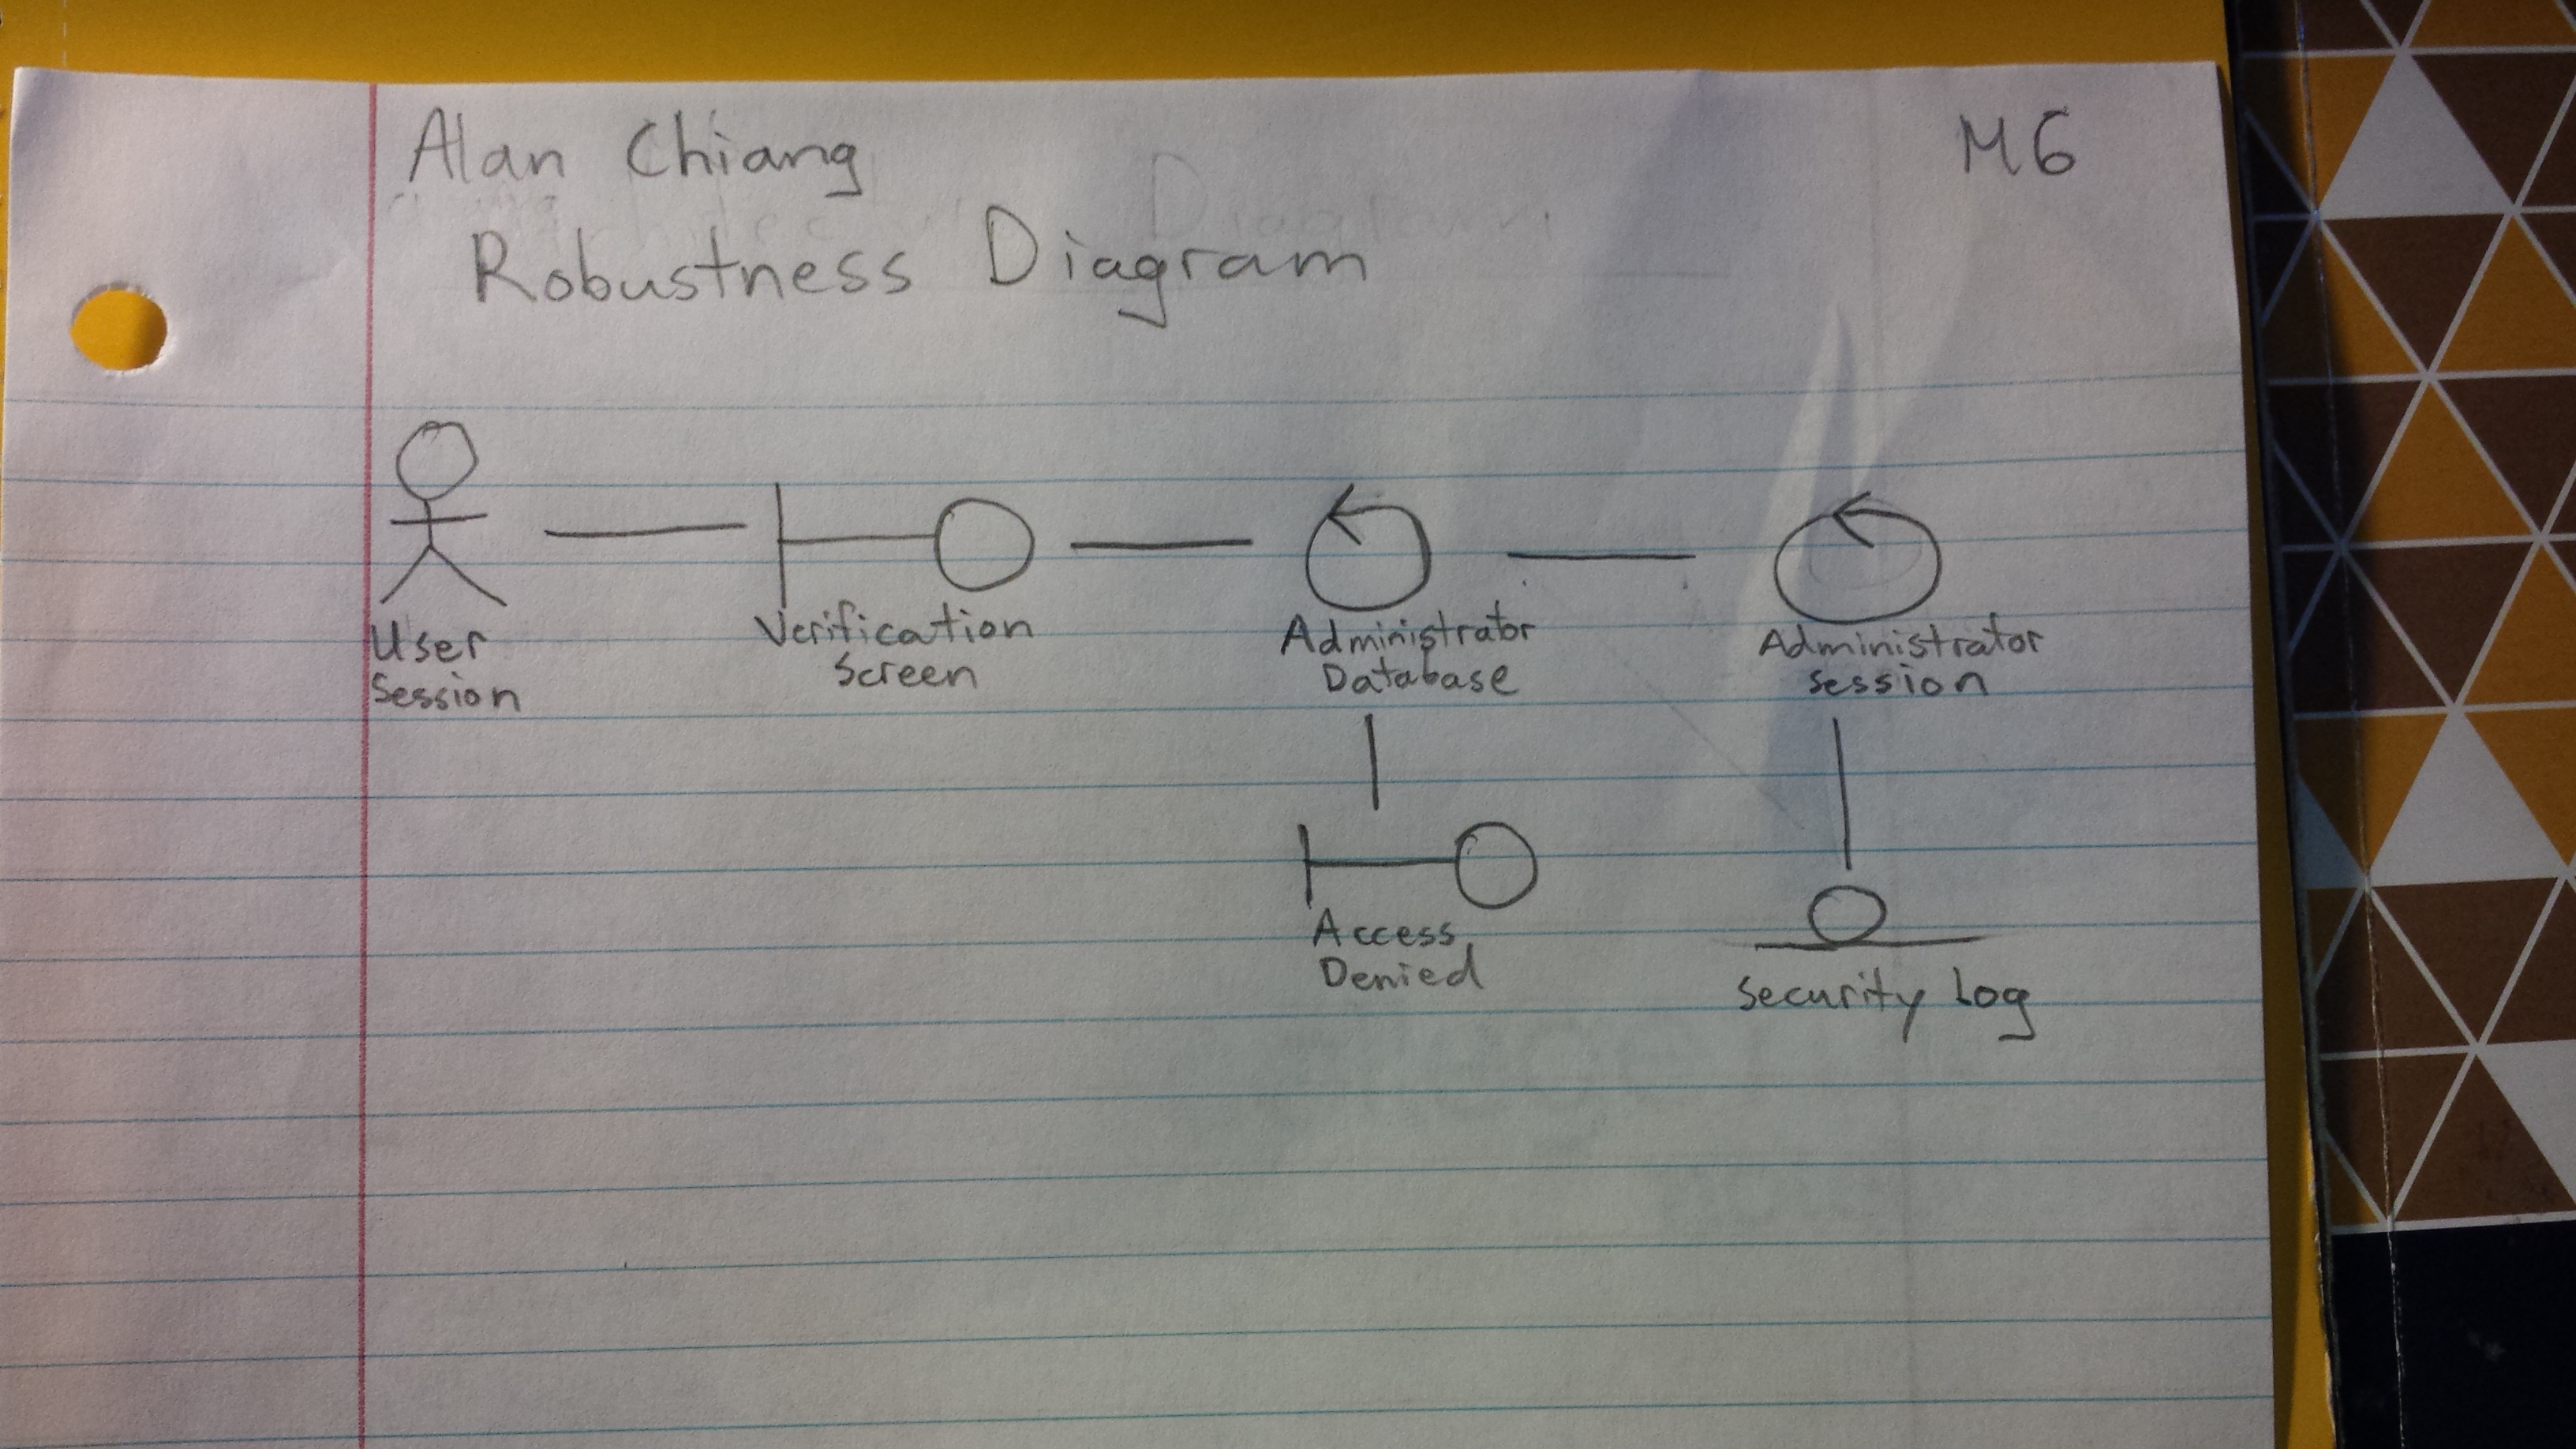 Alan Chiang
M6
Robustness Diagram
User
Session
Verification
Screen
Administrator
Database
Administrator
Session
Access
Denied
Security Log